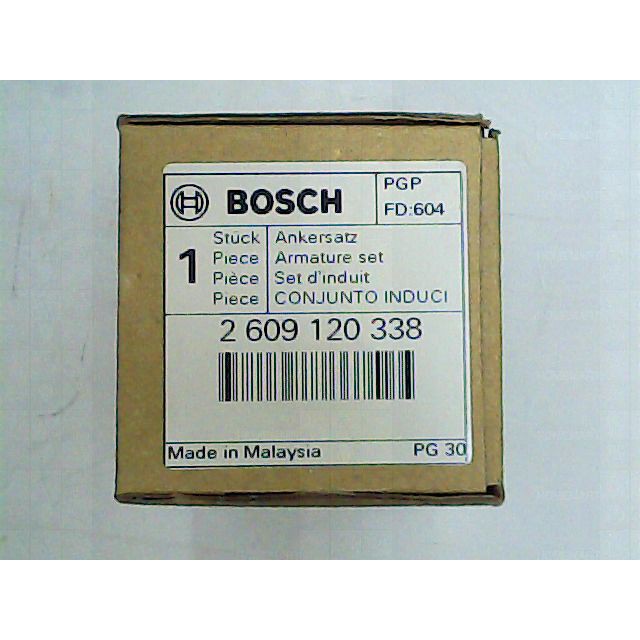 BOSCH
PGP
FD:604
1
Stück Ankersatz
Piece Armature set
Pièce Set d'induit
Piece CONJUNTO INDUCI
2 609 120 338
Made in Malaysia PG 30